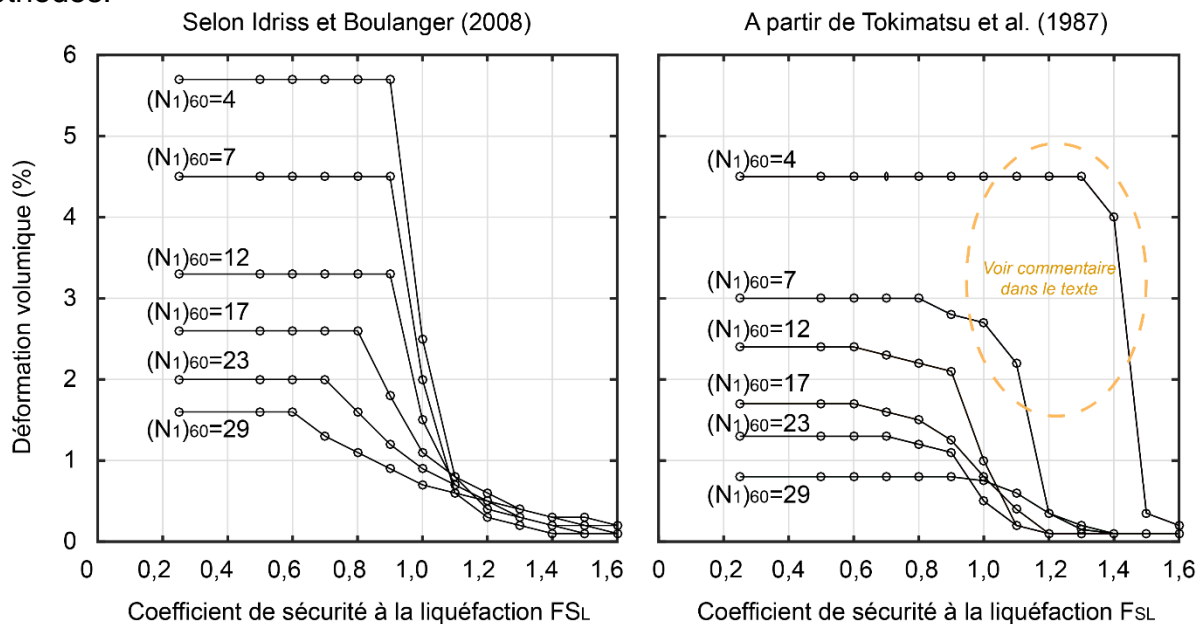 Selon Idriss et Boulanger (2008)
A partir de Tokimatsu et al. (1987)
Déformation volumique (%)
6
5
4
3
2
1
0
(N1)60=4
(N1)60=7
(N1)60=12
(N1)60=17
(N1)60=23
(N1)60=29
0 0,2 0,4 0,6 0,8 1,0 1,2 1,4 1,6
Coefficient de sécurité à la liquéfaction FSL
(N1)60=4
(N1)60=7
(N1)60=12
(N1)60=17
(N1)60=23
(N1)60=29
Voir commentaire
dans le texte
0 0,2 0,4 0,6 0,8 1,0 1,2 1,4 1,6
Coefficient de sécurité à la liquéfaction FSL